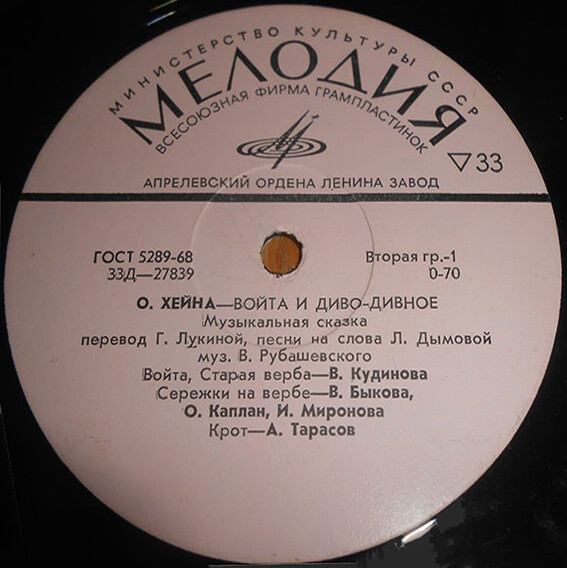 МИНИСТЕРСТВО КУЛЬТУРЫ СССР
МЕЛОДИЯ
ВСЕСОЮЗНАЯ ФИРМА ГРАМПЛАСТИНОК
▽33
АПРЕЛЕВСКИЙ ОРДЕНА ЛЕНИНА ЗАВОД
ГОСТ 5289-68 Вторая гр.-1
33Д—27839 0-70
О. ХЕЙНА—ВОЙТА И ДИВО-ДИВНОЕ
Музыкальная сказка
перевод Г. Лукиной, песни на слова Л. Дымовой
муз. В. Рубашевского
Войта, Старая верба—В. Кудинова
Сережки на вербе—В. Быкова,
О. Каплан, И. Миронова
Крот—А. Тарасов